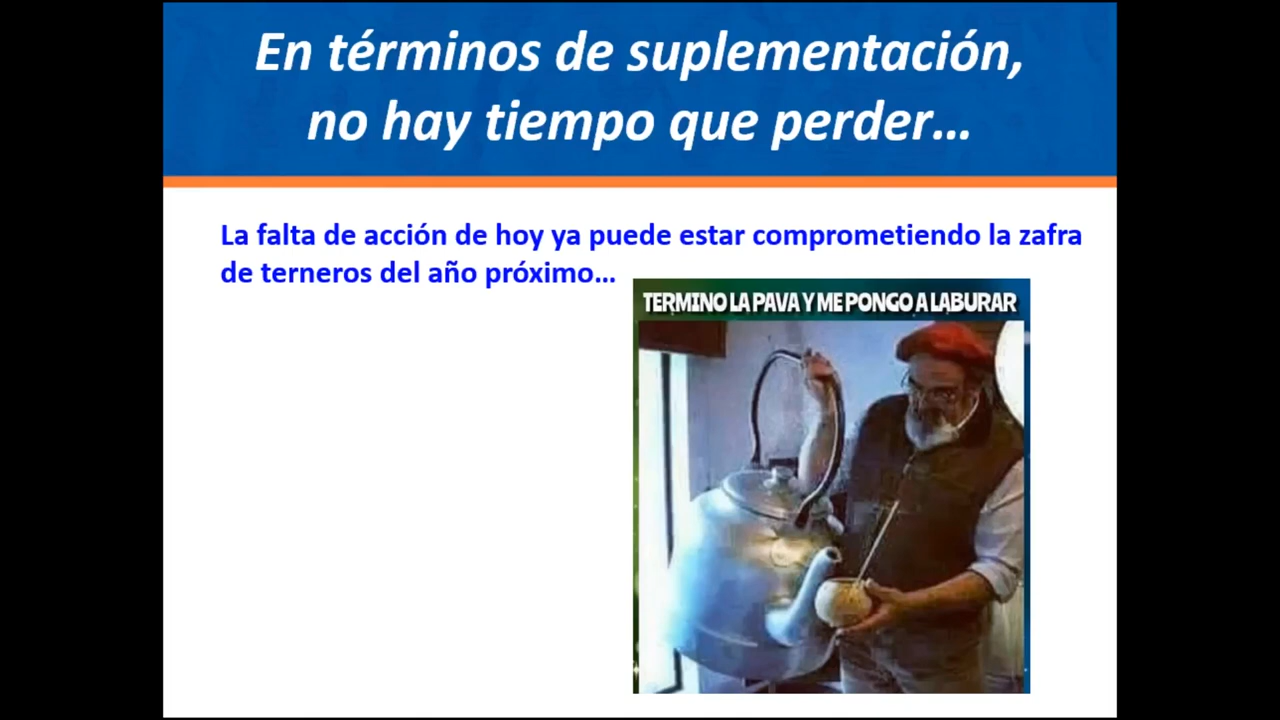 En términos de suplementación,
no hay tiempo que perder...
La falta de acción de hoy ya puede estar comprometiendo la zafra
de terneros del año próximo...
TERMINO LA PAVA Y ME PONGO A LABURAR